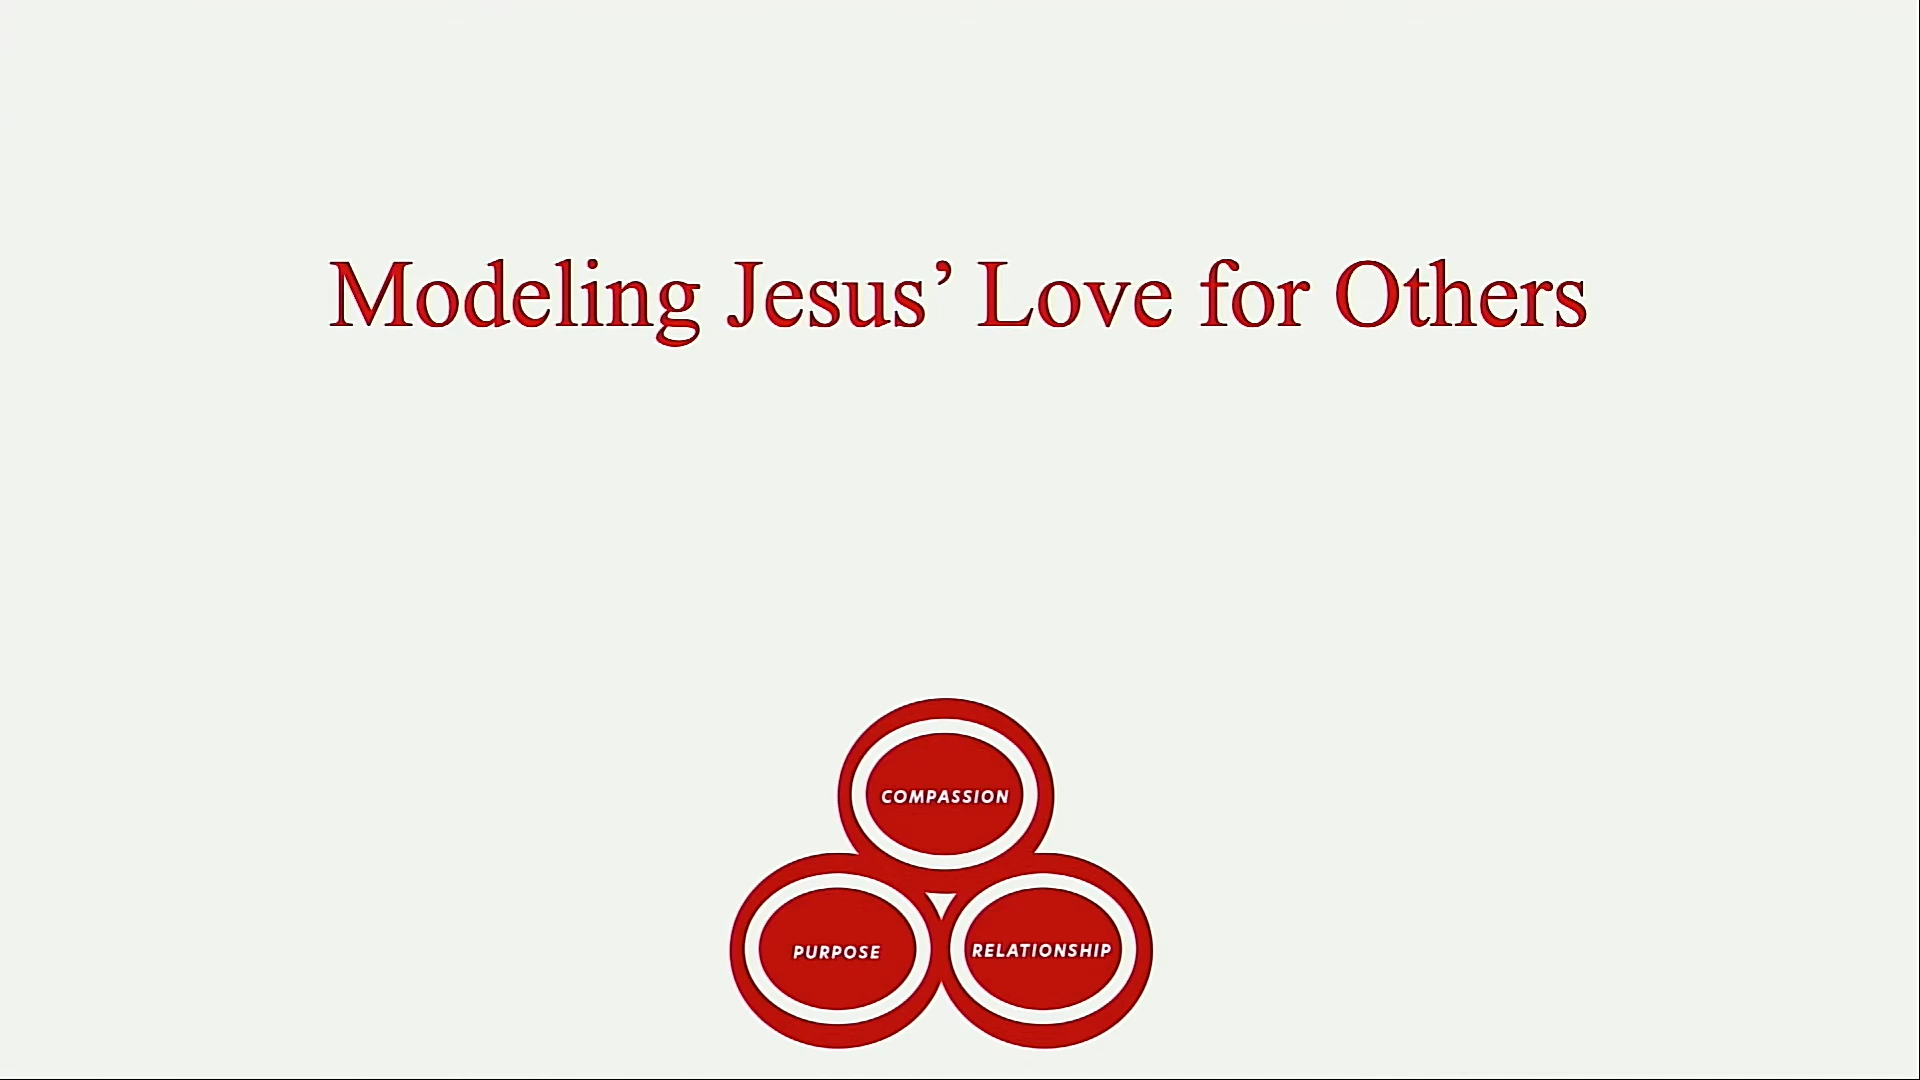 Modeling Jesus’ Love for Others
COMPASSION
PURPOSE
RELATIONSHIP